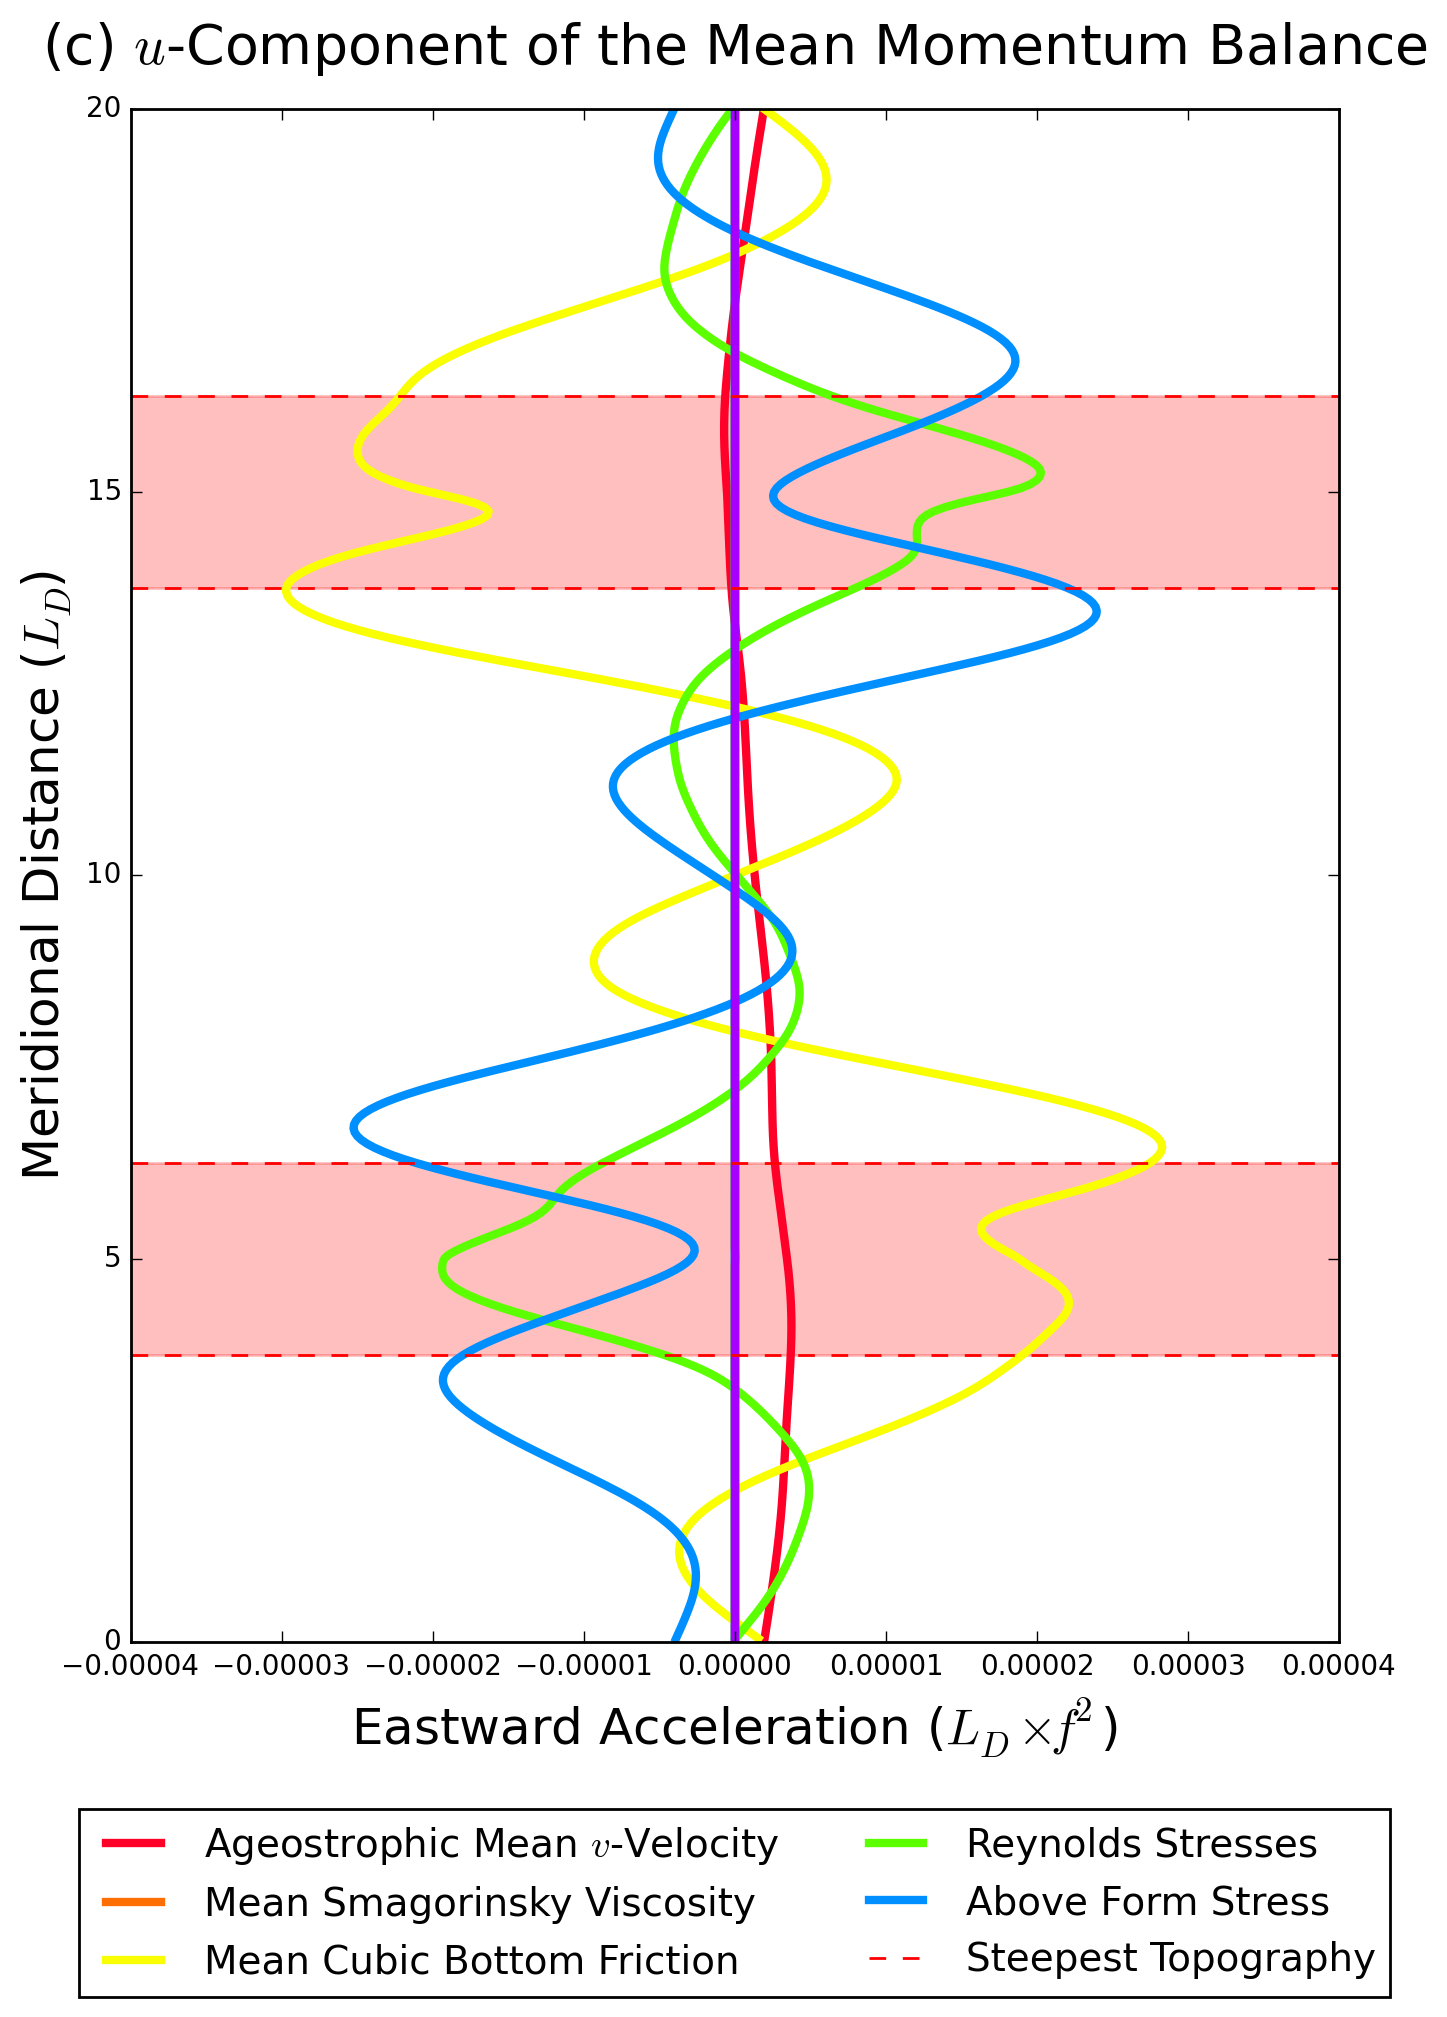 (c) u-Component of the Mean Momentum Balance
20
15
10
5
0
Meridional Distance (L_D)
−0.00004 −0.00003 −0.00002 −0.00001 0.00000 0.00001 0.00002 0.00003 0.00004
Eastward Acceleration (L_D ×f²)
Ageostrophic Mean v-Velocity
Mean Smagorinsky Viscosity
Mean Cubic Bottom Friction
Reynolds Stresses
Above Form Stress
Steepest Topography